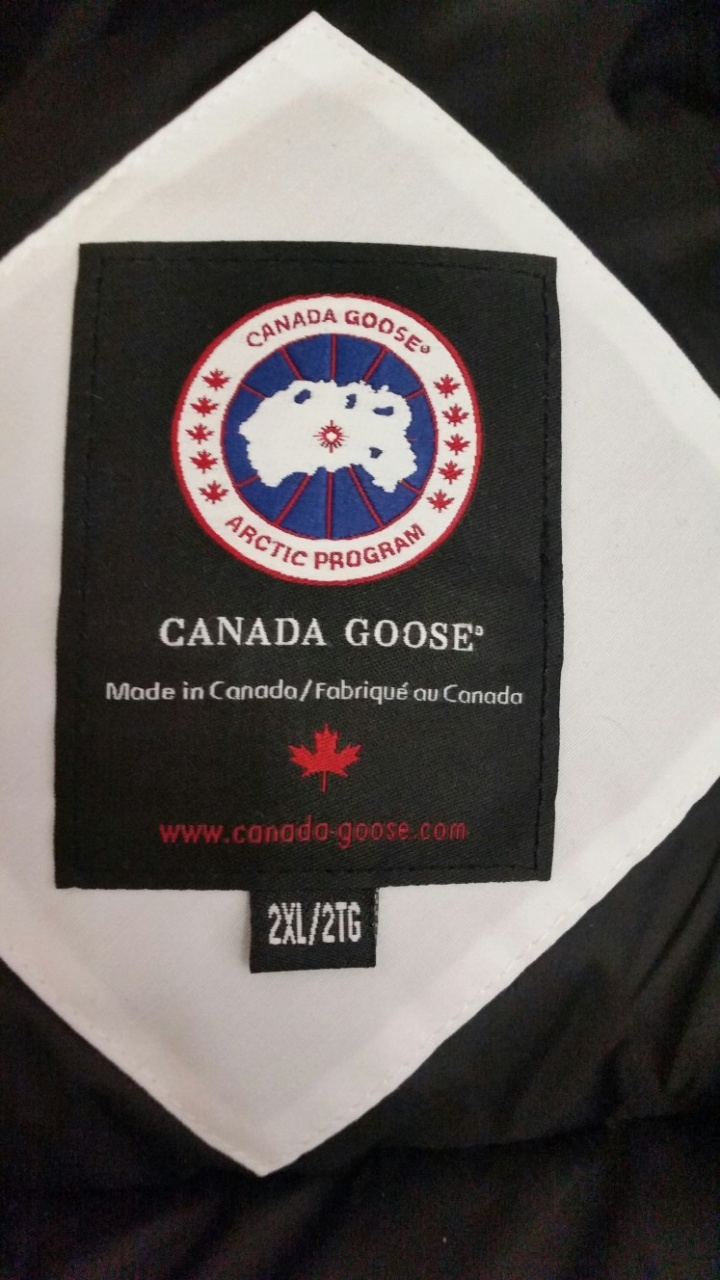 CANADA GOOSE®
ARCTIC PROGRAM
CANADA GOOSE®
Made in Canada/Fabriqué au Canada
www.canada-goose.com
2XL/2TG